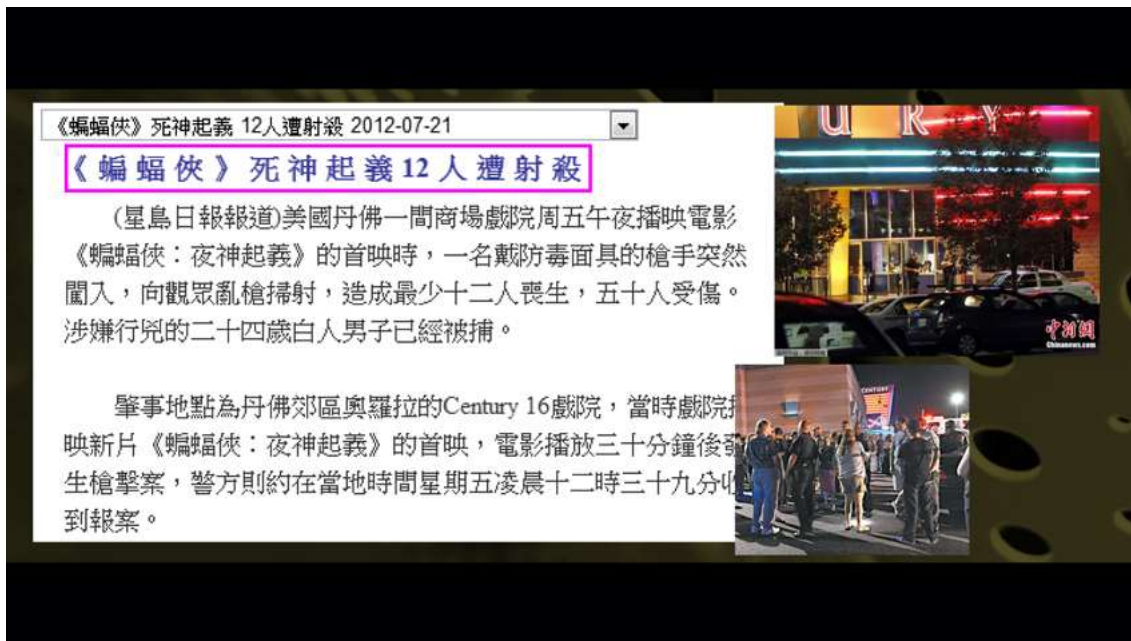 《蝙蝠俠》死神起義 12人遭射殺 2012-07-21
《蝙蝠俠》死神起義12人遭射殺
(星島日報報道)美國丹佛一間商場戲院周五午夜播映電影
《蝙蝠俠：夜神起義》的首映時，一名戴防毒面具的槍手突然
闖入，向觀眾亂槍掃射，造成最少十二人喪生，五十人受傷。
涉嫌行兇的二十四歲白人男子已經被捕。
肇事地點為丹佛郊區奧羅拉的Century 16戲院，當時戲院
映新片《蝙蝠俠：夜神起義》的首映，電影播放三十分鐘後
生槍擊案，警方則約在當地時間星期五凌晨十二時三十九分
到報案。
U R Y
中新網
Chinanews.com
CENTURY